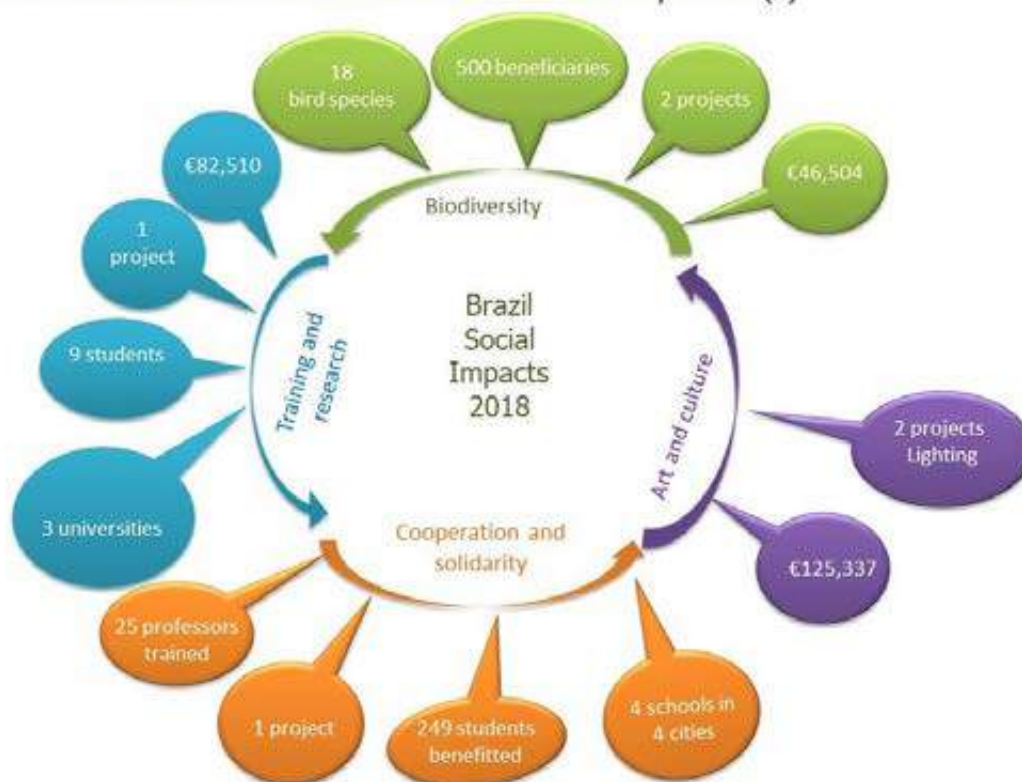 18
bird species
500 beneficiaries
2 projects
€46,504
€82,510
1
project
9 students
3 universities
Biodiversity
Training and
research
Brazil
Social
Impacts
2018
Art and culture
2 projects
Lighting
€125,337
Cooperation and
solidarity
25 professors
trained
1 project
249 students
benefitted
4 schools in
4 cities